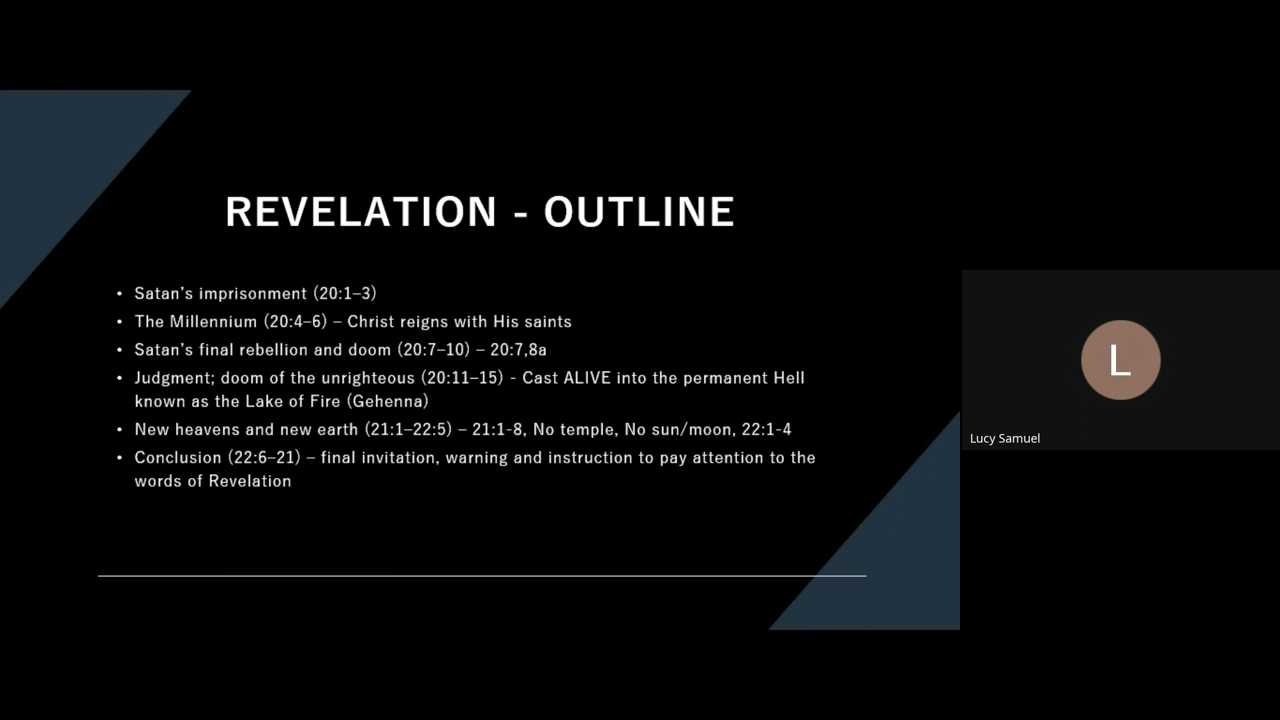 REVELATION - OUTLINE
• Satan's imprisonment (20:1–3)
• The Millennium (20:4–6) – Christ reigns with His saints
• Satan's final rebellion and doom (20:7–10) – 20:7,8a
• Judgment; doom of the unrighteous (20:11–15) - Cast ALIVE into the permanent Hell
known as the Lake of Fire (Gehenna)
• New heavens and new earth (21:1–22:5) – 21:1-8, No temple, No sun/moon, 22:1-4
• Conclusion (22:6–21) – final invitation, warning and instruction to pay attention to the
words of Revelation
L
Lucy Samuel